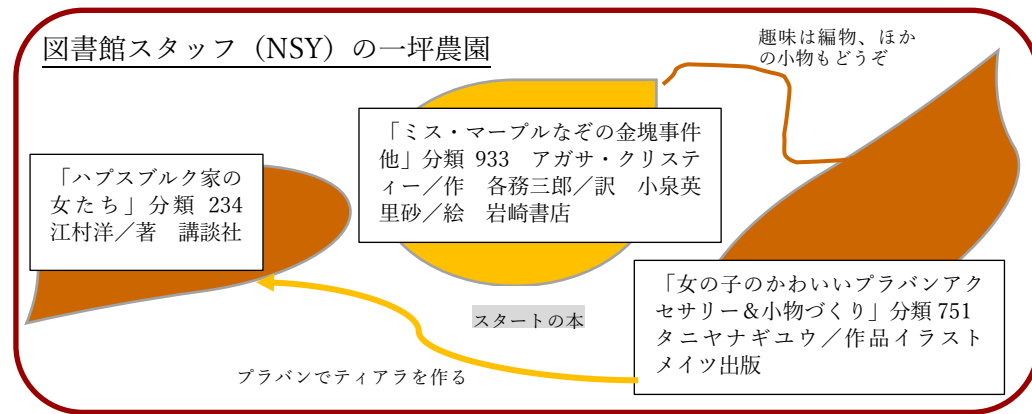 図書館スタッフ（NSY）の一坪農園
趣味は編物、ほか
の小物もどうぞ
「ミス・マープルなぞの金塊事件
他」分類 933　アガサ・クリステ
ィー／作　各務三郎／訳　小泉英
里砂／絵　岩崎書店
「ハプスブルク家の
女たち」分類 234
江村洋／著　講談社
スタートの本
「女の子のかわいいプラバンアク
セサリー＆小物づくり」分類 751
タニヤナギユウ／作品イラスト
メイツ出版
プラバンでティアラを作る